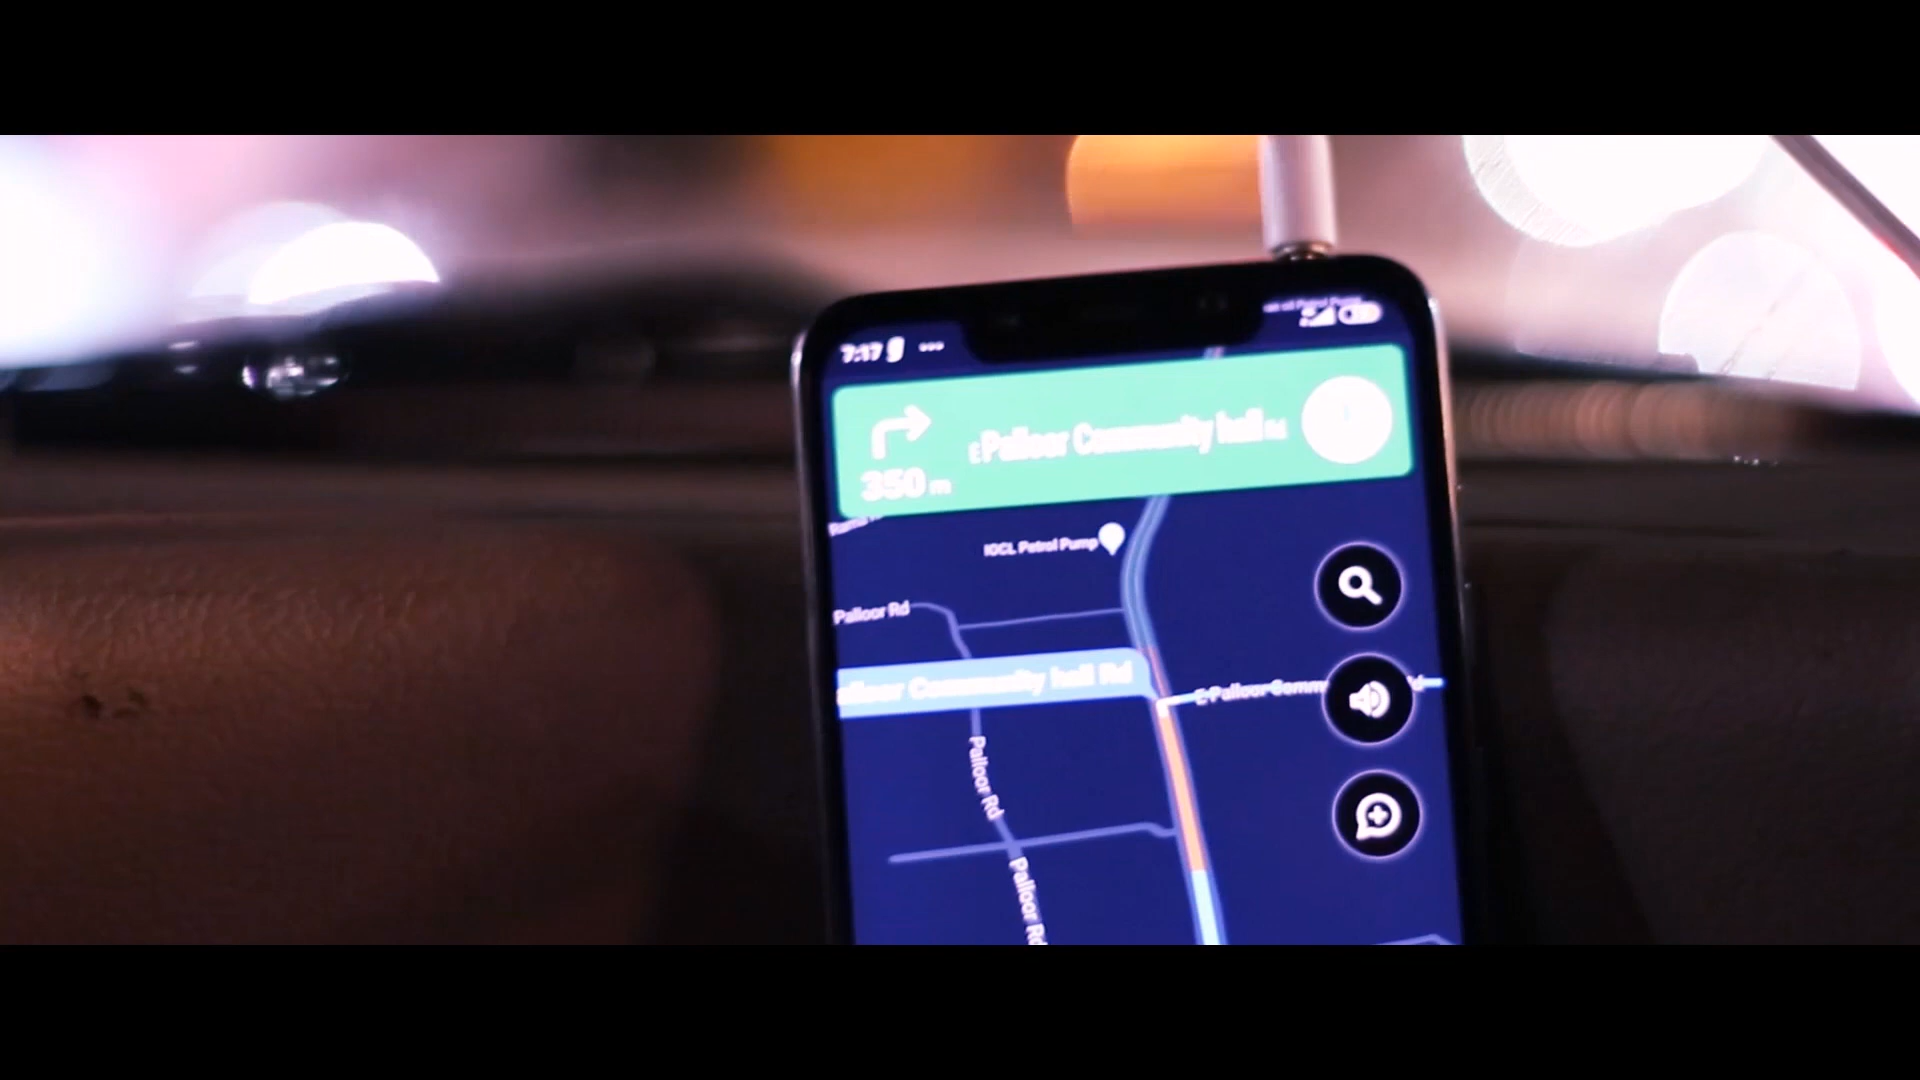 7:17
E Palloor Community hall Rd
350 m
IOCL Petrol Pump
Palloor Rd
alloor Community hall Rd
E Palloor Comm
Palloor Rd
Palloor Rd